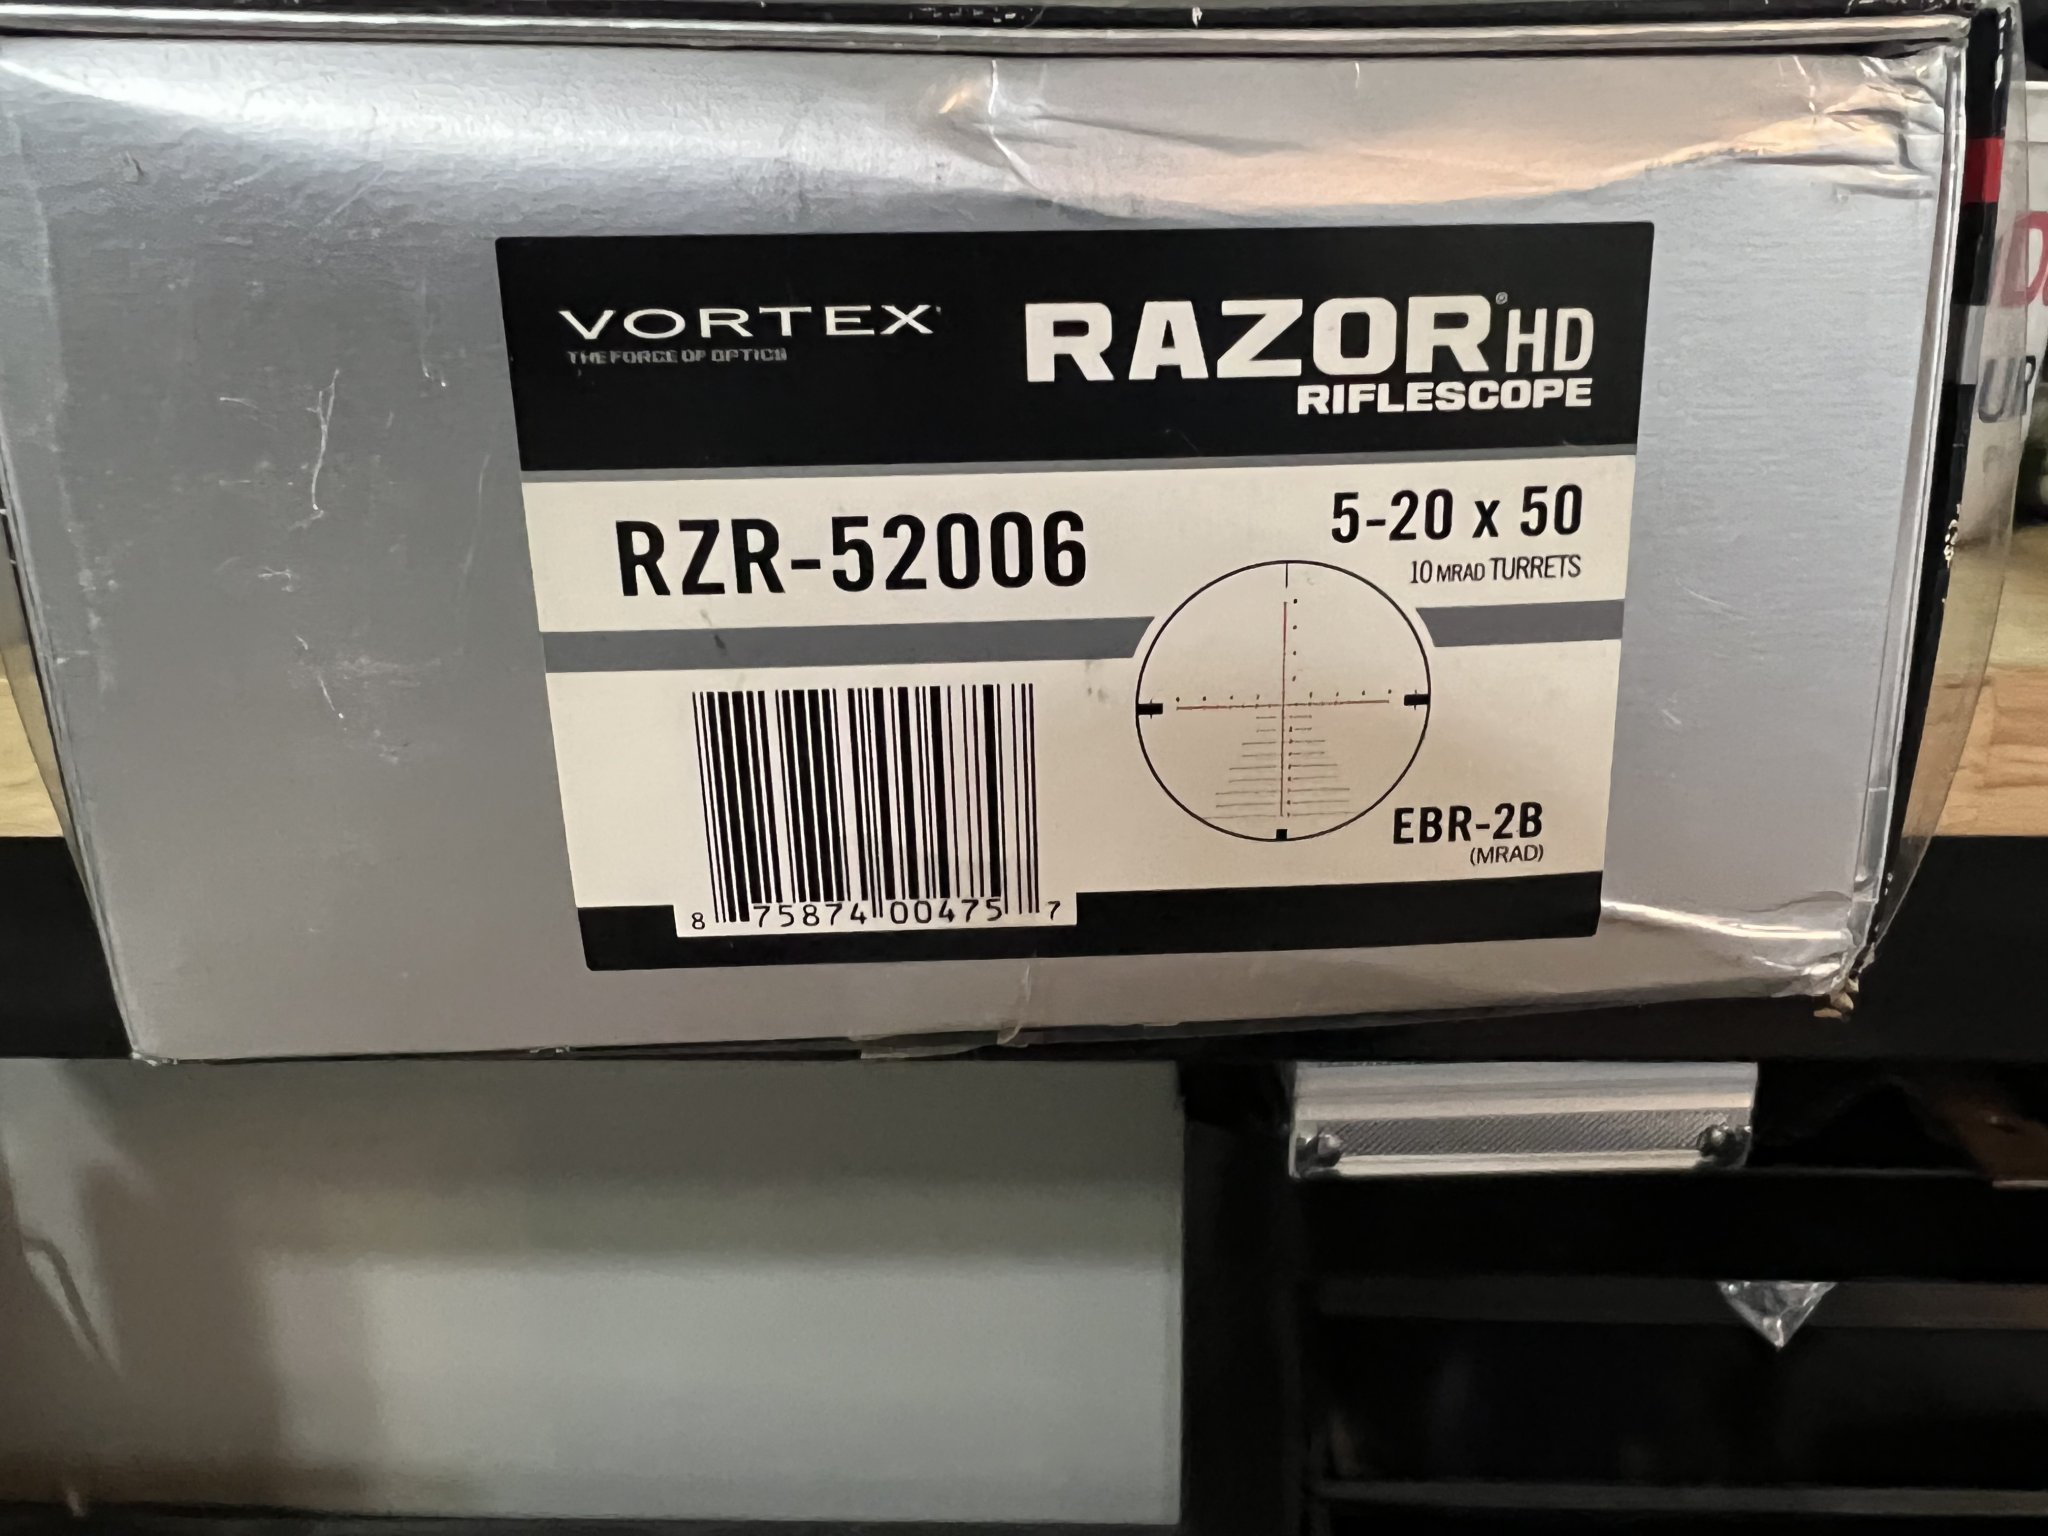 VORTEX
THE FORCE OF OPTICS
RAZOR® HD
RIFLESCOPE
RZR-52006
5-20 x 50
10 MRAD TURRETS
EBR-2B
(MRAD)
8 75874 00475 7